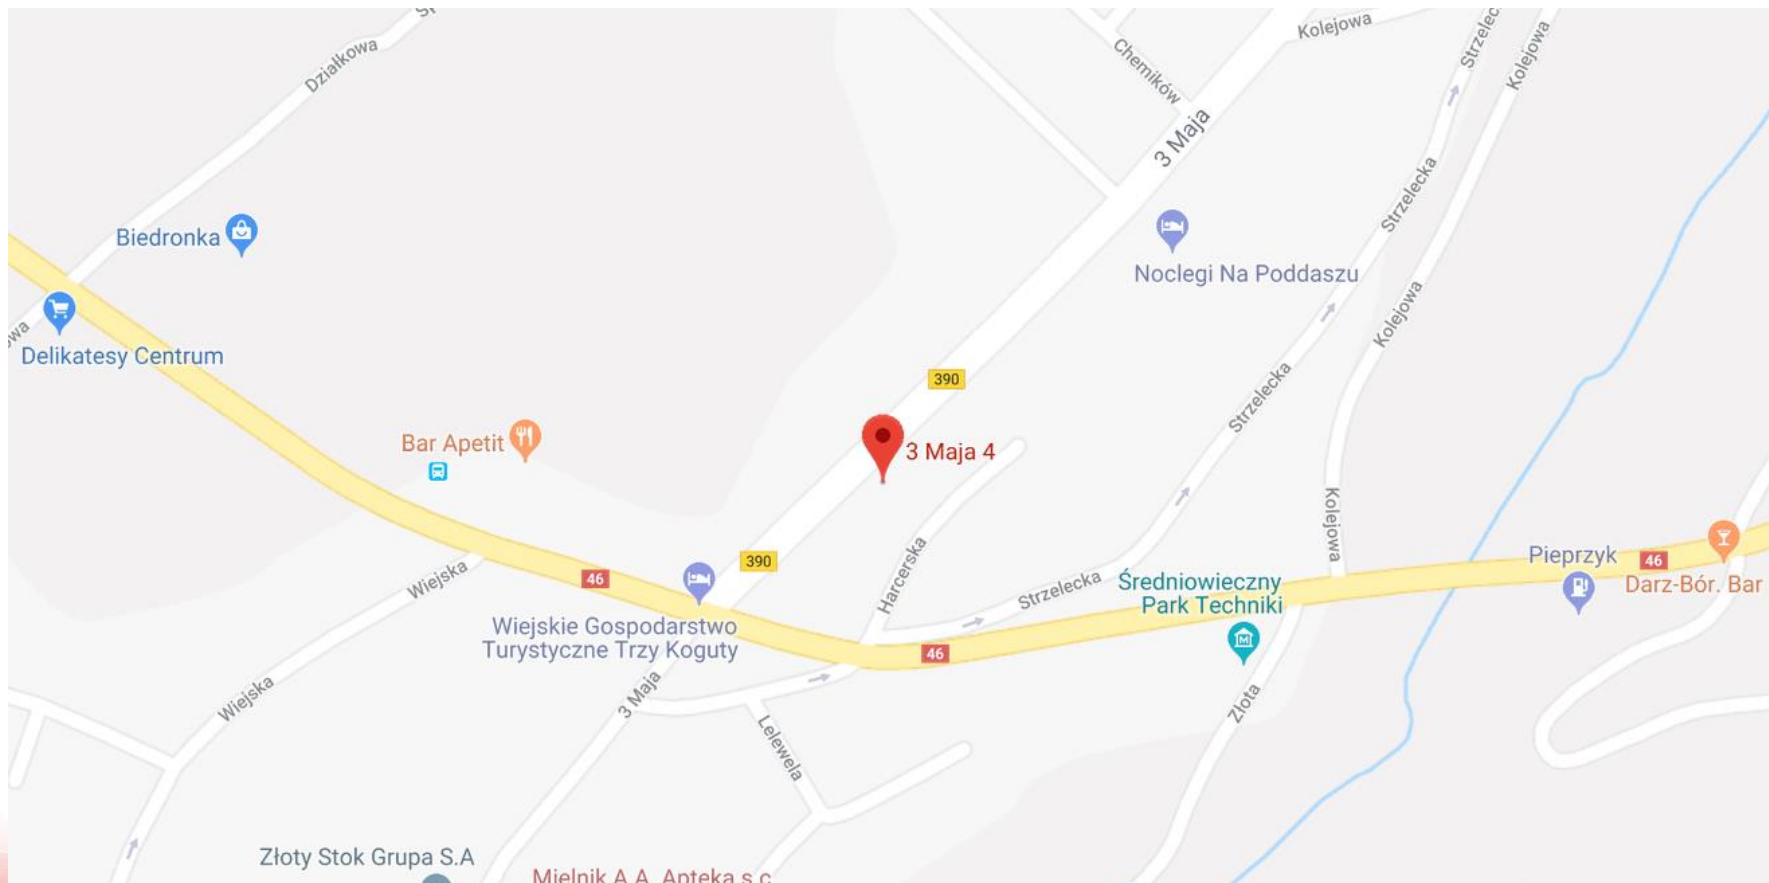 Działkowa
Kolejowa
Chemików
3 Maja
Kolejowa
Biedronka
Strzelecka
Noclegi Na Poddaszu
Kolejowa
Delikatesy Centrum
390
Strzelecka
Bar Apetit
3 Maja 4
Kolejowa
390
46
Wiejska
Harcerska
Strzelecka
Średniowieczny
Park Techniki
Pieprzyk
46
Darz-Bór. Bar
Wiejskie Gospodarstwo
Turystyczne Trzy Koguty
46
Wiejska
3 Maja
Złota
Lelewela
Złoty Stok Grupa S.A
Mielnik A.A. Apteka s.c